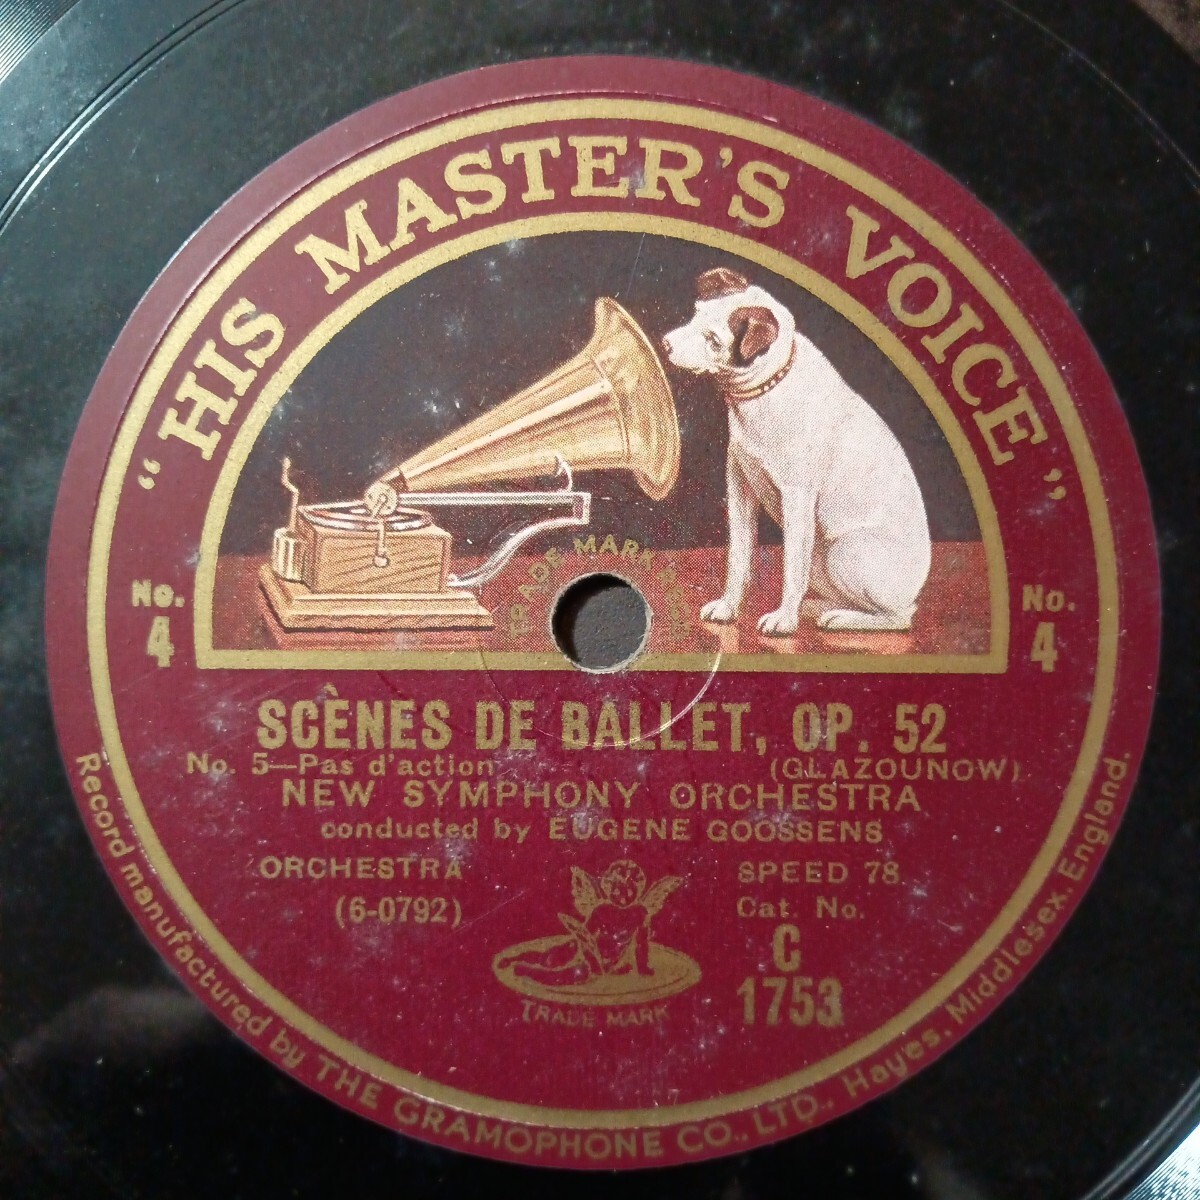 "HIS MASTER'S VOICE"
TRADE MARK REGD
No.
4
No.
4
SCÊNES DE BALLET, OP. 52
No. 5—Pas d'action (GLAZOUNOW)
NEW SYMPHONY ORCHESTRA
conducted by EUGENE GOOSSENS
ORCHESTRA SPEED 78
(6-0792) Cat. No.
C
1753
TRADE MARK
Record manufactured by THE GRAMOPHONE CO., LTD., Hayes, Middlesex, England.